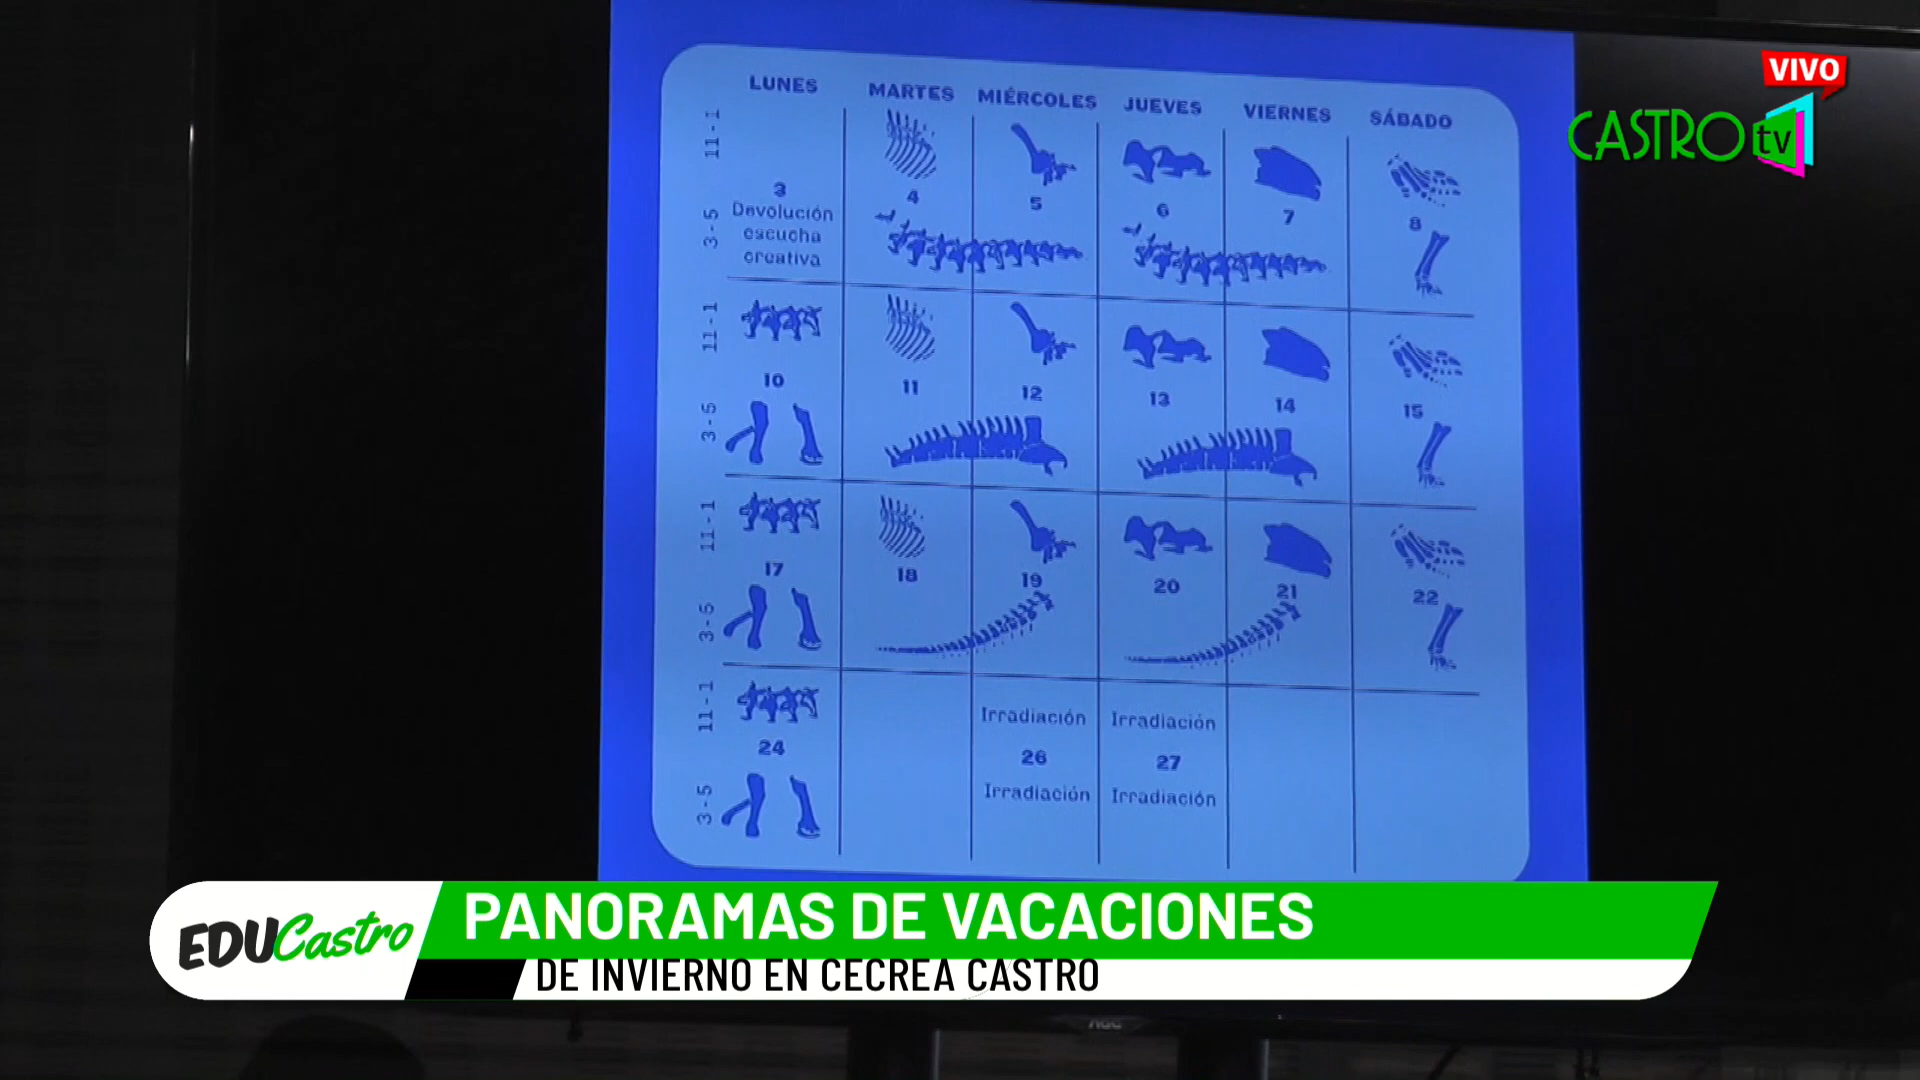 VIVO
CASTRO tv
LUNES MARTES MIÉRCOLES JUEVES VIERNES SÁBADO
11-1
3 4 5 6 7 8
3-5
Devolución
escucha
creativa
11-1
10 11 12 13 14 15
3-5
11-1
17 18 19 20 21 22
3-5
11-1
Irradiación Irradiación
24 26 27
3-5
Irradiación Irradiación
EDUCastro
PANORAMAS DE VACACIONES
DE INVIERNO EN CECREA CASTRO
AOC